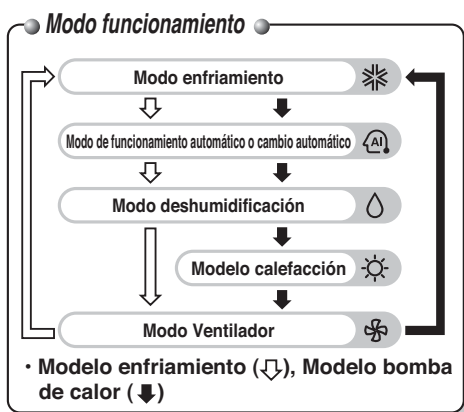 Modo funcionamiento
Modo enfriamiento
Modo de funcionamiento automático o cambio automático
AI
Modo deshumidificación
Modelo calefacción
Modo Ventilador
· Modelo enfriamiento (⇩), Modelo bomba
de calor (⬇)